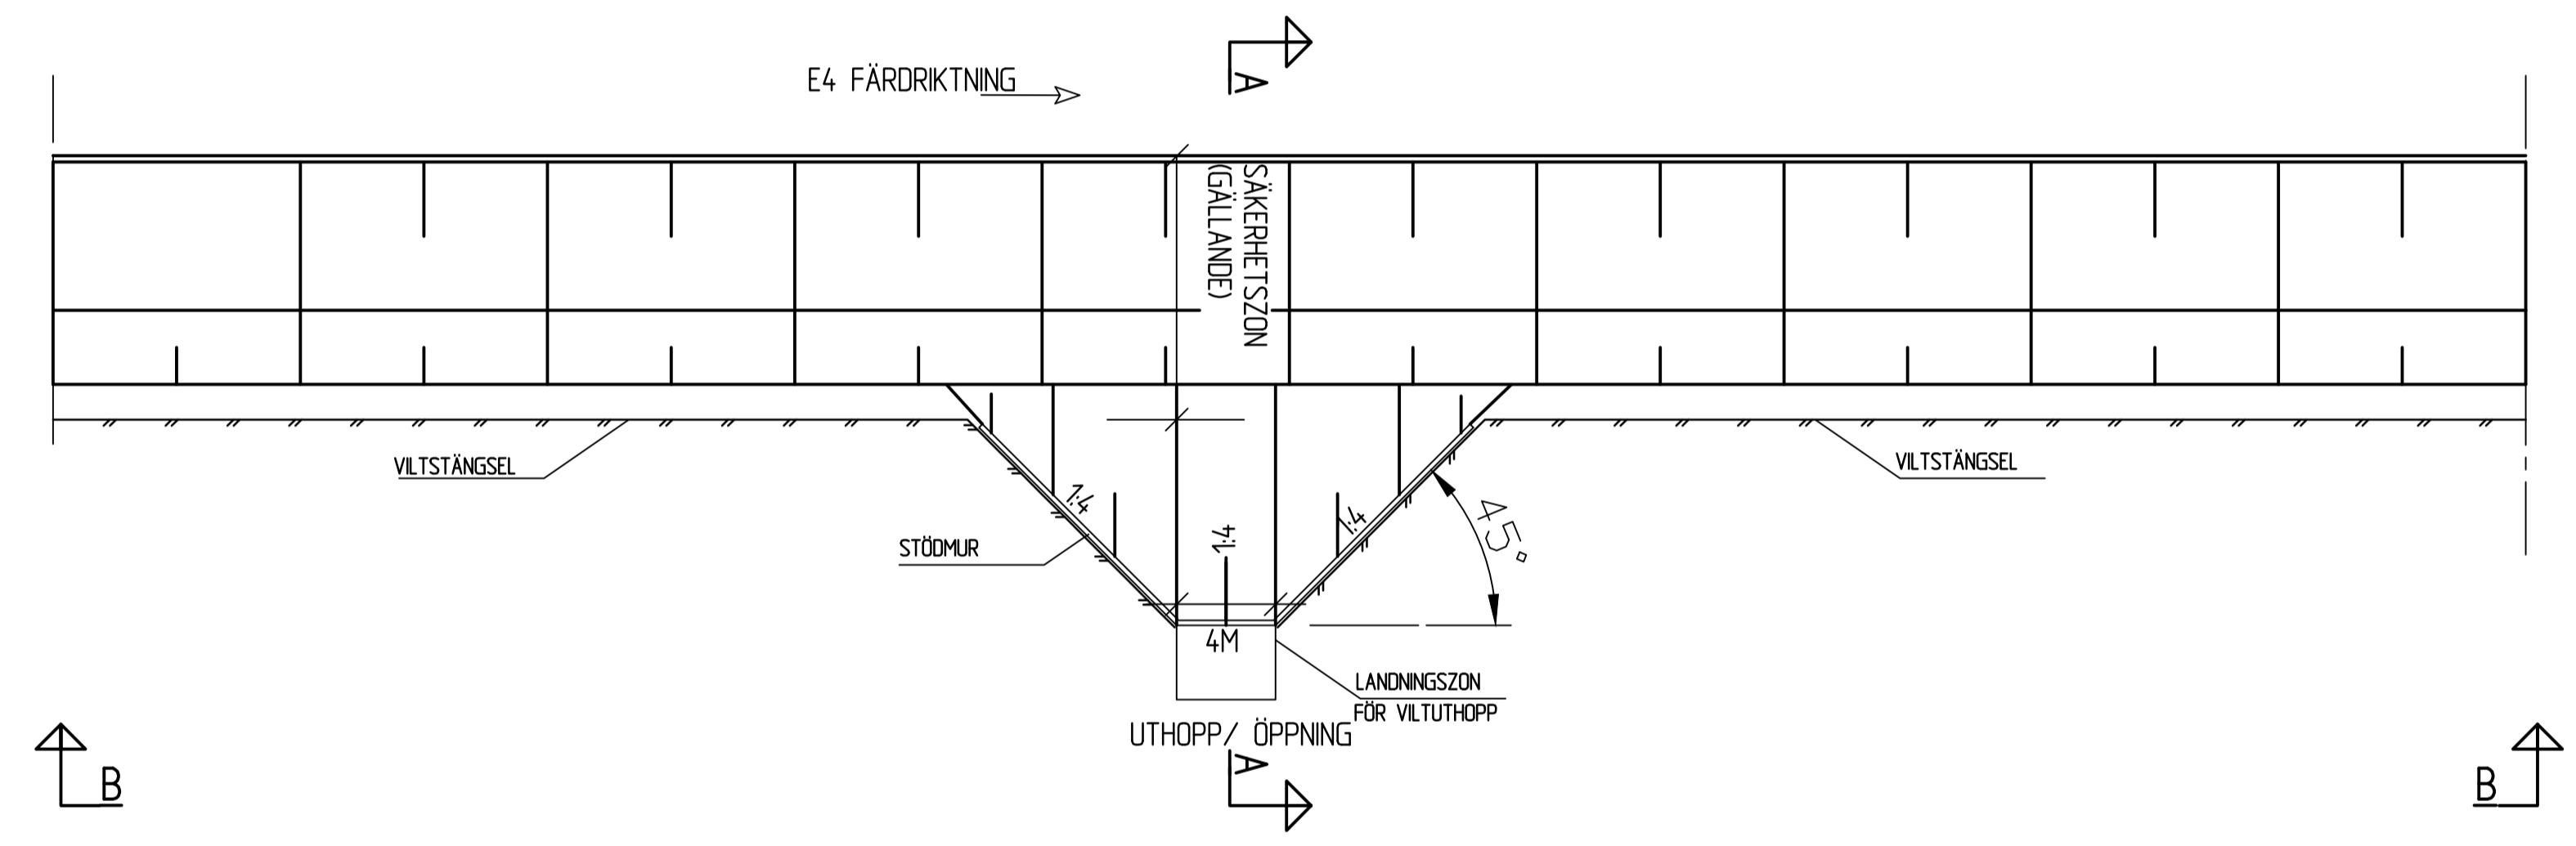 A
E4 FÄRDRIKTNING
SÄKERHETSZON
(GÄLLANDE)
VILTSTÄNGSEL
VILTSTÄNGSEL
1:4
1:4
45°
STÖDMUR
1:4
4M
LANDNINGSZON
FÖR VILTUTHOPP
UTHOPP/ ÖPPNING
A
B
B